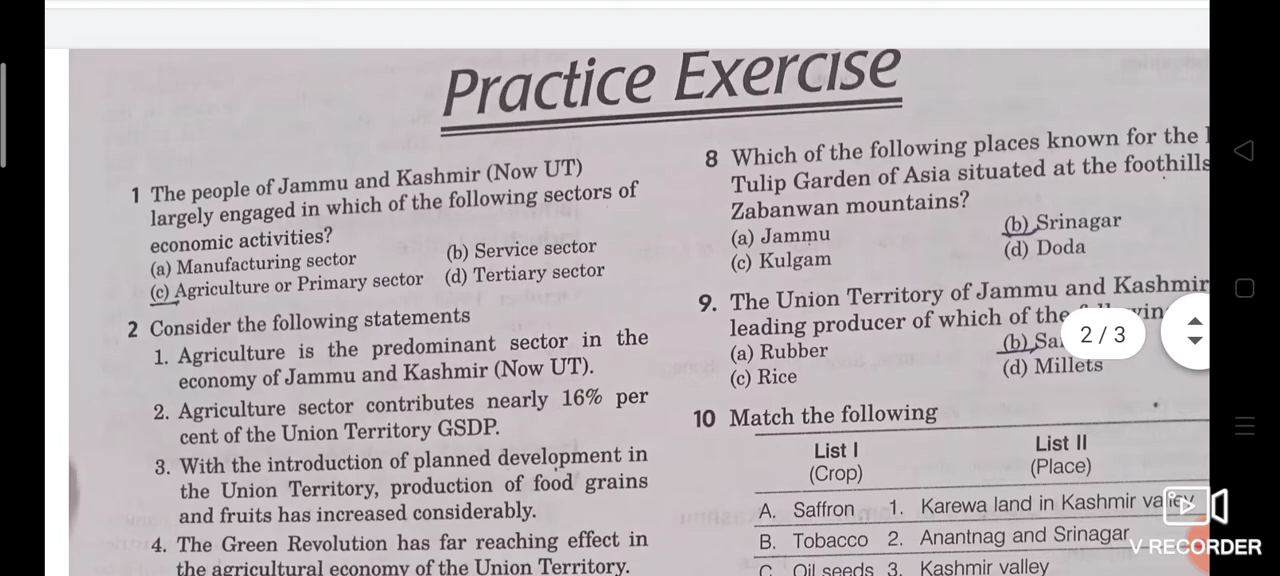 Practice Exercise
1 The people of Jammu and Kashmir (Now UT)
largely engaged in which of the following sectors of
economic activities?
(a) Manufacturing sector (b) Service sector
(c) Agriculture or Primary sector (d) Tertiary sector
2 Consider the following statements
1. Agriculture is the predominant sector in the
economy of Jammu and Kashmir (Now UT).
2. Agriculture sector contributes nearly 16% per
cent of the Union Territory GSDP.
3. With the introduction of planned development in
the Union Territory, production of food grains
and fruits has increased considerably.
4. The Green Revolution has far reaching effect in
the agricultural economy of the Union Territory.
8 Which of the following places known for the
Tulip Garden of Asia situated at the foothills
Zabanwan mountains?
(a) Jammu (b) Srinagar
(c) Kulgam (d) Doda
9. The Union Territory of Jammu and Kashmir
leading producer of which of the
(a) Rubber (b)
(c) Rice (d) Millets
10 Match the following
List I List II
(Crop) (Place)
A. Saffron 1. Karewa land in Kashmir valley
B. Tobacco 2. Anantnag and Srinagar
C. Oil seeds 3. Kashmir valley
2 / 3
V RECORDER